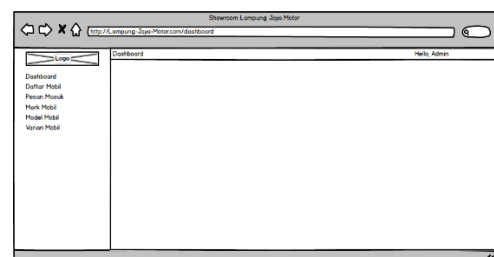 Showroom Lampung Jaya Motor
http://Lampung-Jaya-Motor.com/dashboord
Logo
Dashboard
Hello, Admin
Dashboard
Daftar Mobil
Pesan Masuk
Merk Mobil
Model Mobil
Varian Mobil